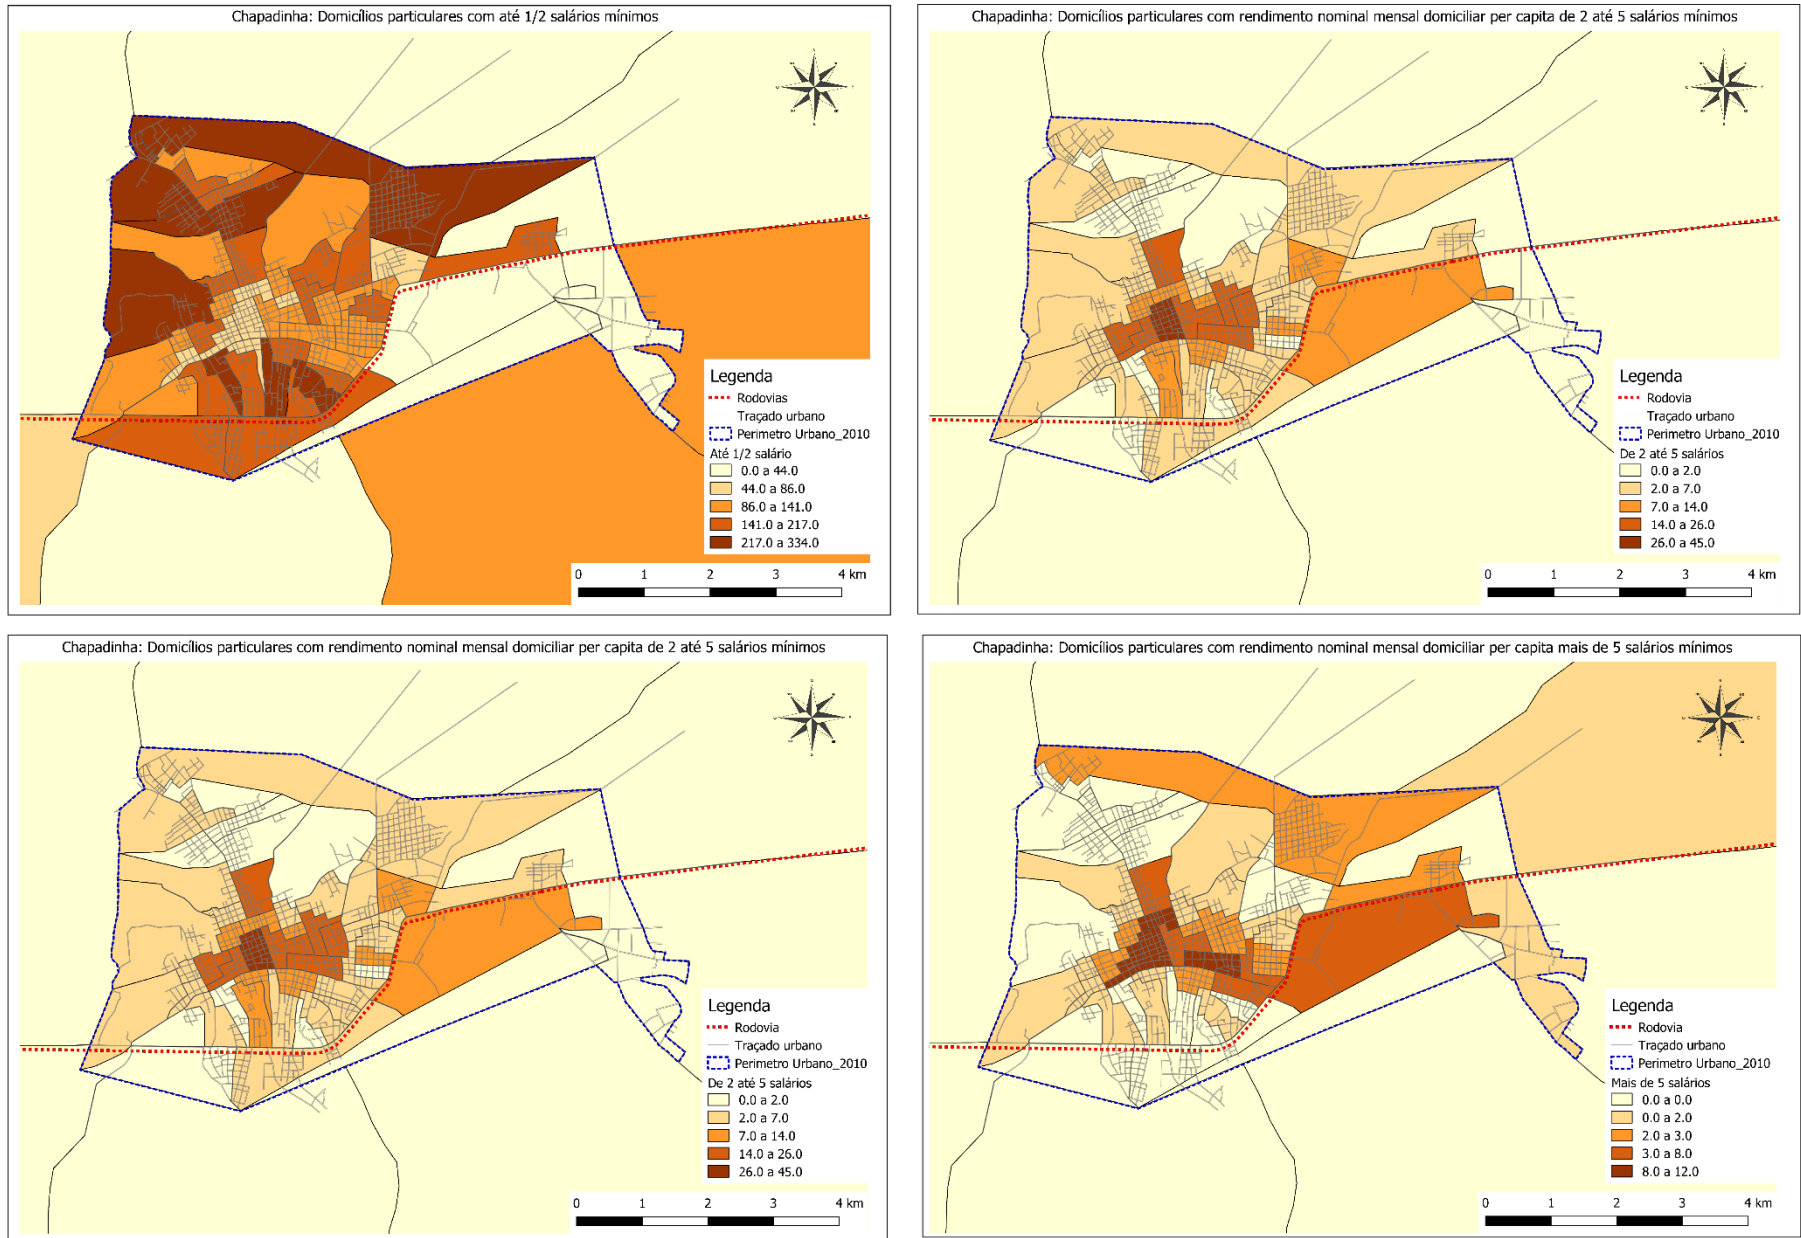 Chapadinha: Domicílios particulares com até 1/2 salários mínimos
Legenda
Rodovias
Traçado urbano
Perimetro Urbano_2010
Até 1/2 salário
0.0 a 44.0
44.0 a 86.0
86.0 a 141.0
141.0 a 217.0
217.0 a 334.0
0 1 2 3 4 km
Chapadinha: Domicílios particulares com rendimento nominal mensal domiciliar per capita de 2 até 5 salários mínimos
Legenda
Rodovia
Traçado urbano
Perimetro Urbano_2010
De 2 até 5 salários
0.0 a 2.0
2.0 a 7.0
7.0 a 14.0
14.0 a 26.0
26.0 a 45.0
0 1 2 3 4 km
Chapadinha: Domicílios particulares com rendimento nominal mensal domiciliar per capita de 2 até 5 salários mínimos
Legenda
Rodovia
Traçado urbano
Perimetro Urbano_2010
De 2 até 5 salários
0.0 a 2.0
2.0 a 7.0
7.0 a 14.0
14.0 a 26.0
26.0 a 45.0
0 1 2 3 4 km
Chapadinha: Domicílios particulares com rendimento nominal mensal domiciliar per capita mais de 5 salários mínimos
Legenda
Rodovia
Traçado urbano
Perimetro Urbano_2010
Mais de 5 salários
0.0 a 0.0
0.0 a 2.0
2.0 a 3.0
3.0 a 8.0
8.0 a 12.0
0 1 2 3 4 km